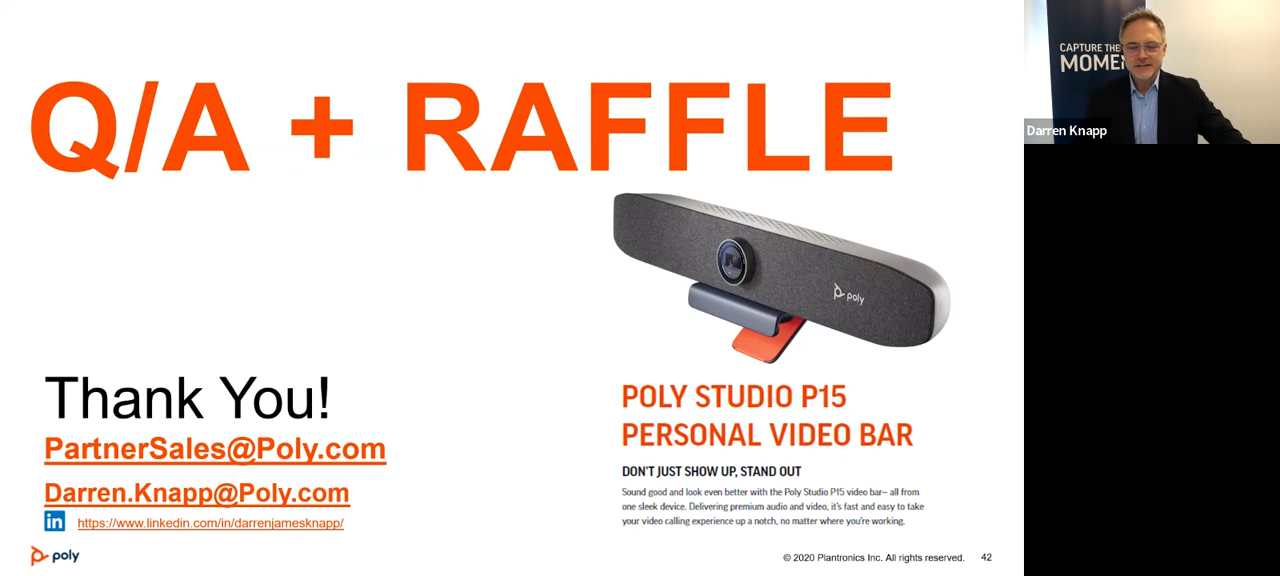 Q/A + RAFFLE
poly
Thank You!
PartnerSales@Poly.com
Darren.Knapp@Poly.com
in https://www.linkedin.com/in/darrenjamesknapp/
POLY STUDIO P15
PERSONAL VIDEO BAR
DON'T JUST SHOW UP, STAND OUT
Sound good and look even better with the Poly Studio P15 video bar– all from
one sleek device. Delivering premium audio and video, it's fast and easy to take
your video calling experience up a notch, no matter where you're working.
poly
© 2020 Plantronics Inc. All rights reserved. 42
CAPTURE THE
MOMEN
Darren Knapp